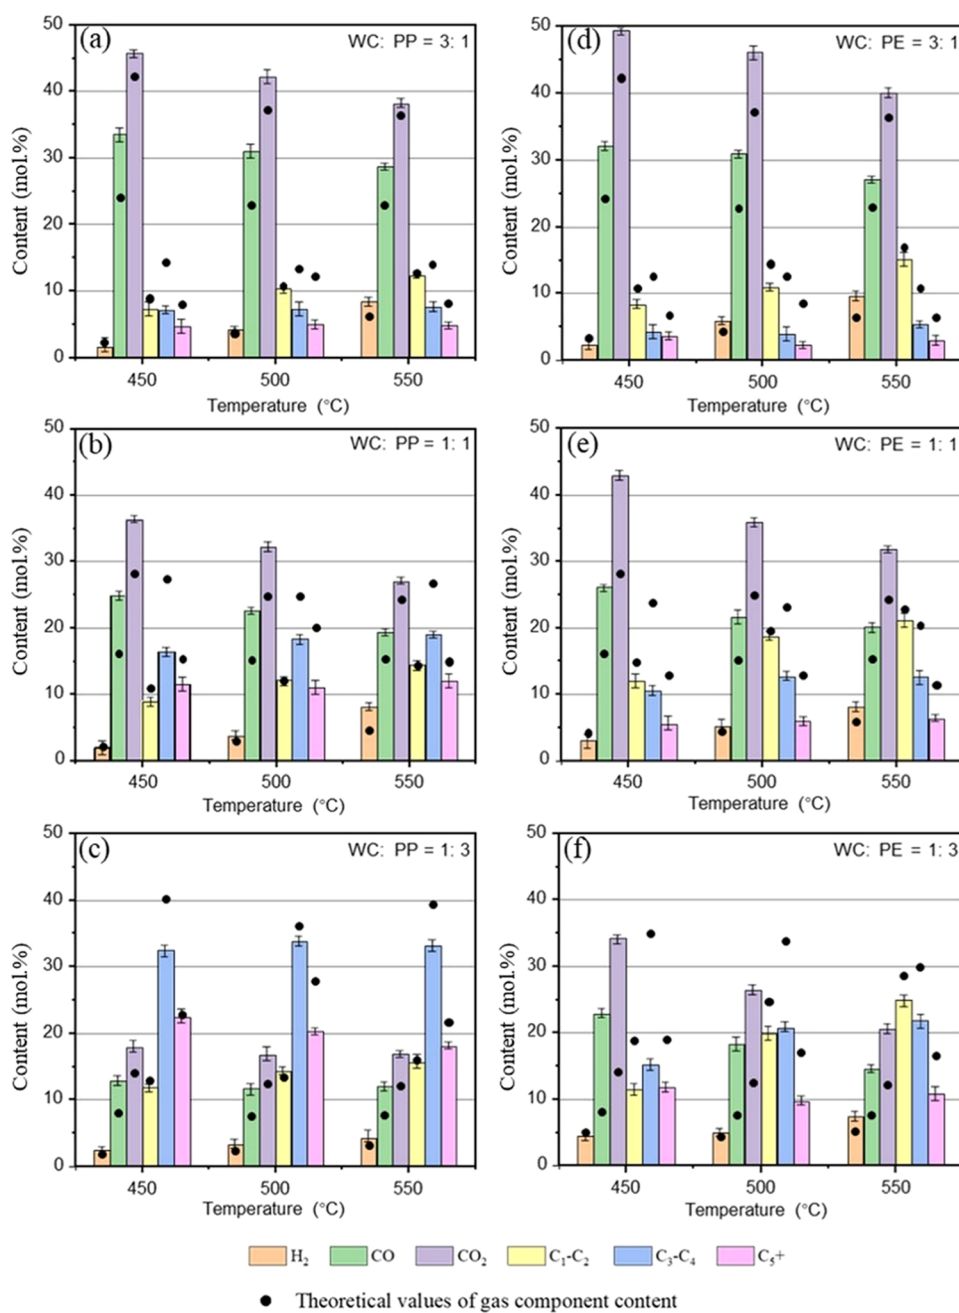 (a) WC: PP = 3: 1
50
40
30
20
10
0
Content (mol.%)
450 500 550
Temperature (°C)
(d) WC: PE = 3: 1
50
40
30
20
10
0
Content (mol.%)
450 500 550
Temperature (°C)
(b) WC: PP = 1: 1
50
40
30
20
10
0
Content (mol.%)
450 500 550
Temperature (°C)
(e) WC: PE = 1: 1
50
40
30
20
10
0
Content (mol.%)
450 500 550
Temperature (°C)
(c) WC: PP = 1: 3
50
40
30
20
10
0
Content (mol.%)
450 500 550
Temperature (°C)
(f) WC: PE = 1: 3
50
40
30
20
10
0
Content (mol.%)
450 500 550
Temperature (°C)
H₂ CO CO₂ C₁-C₂ C₃-C₄ C₅+
Theoretical values of gas component content